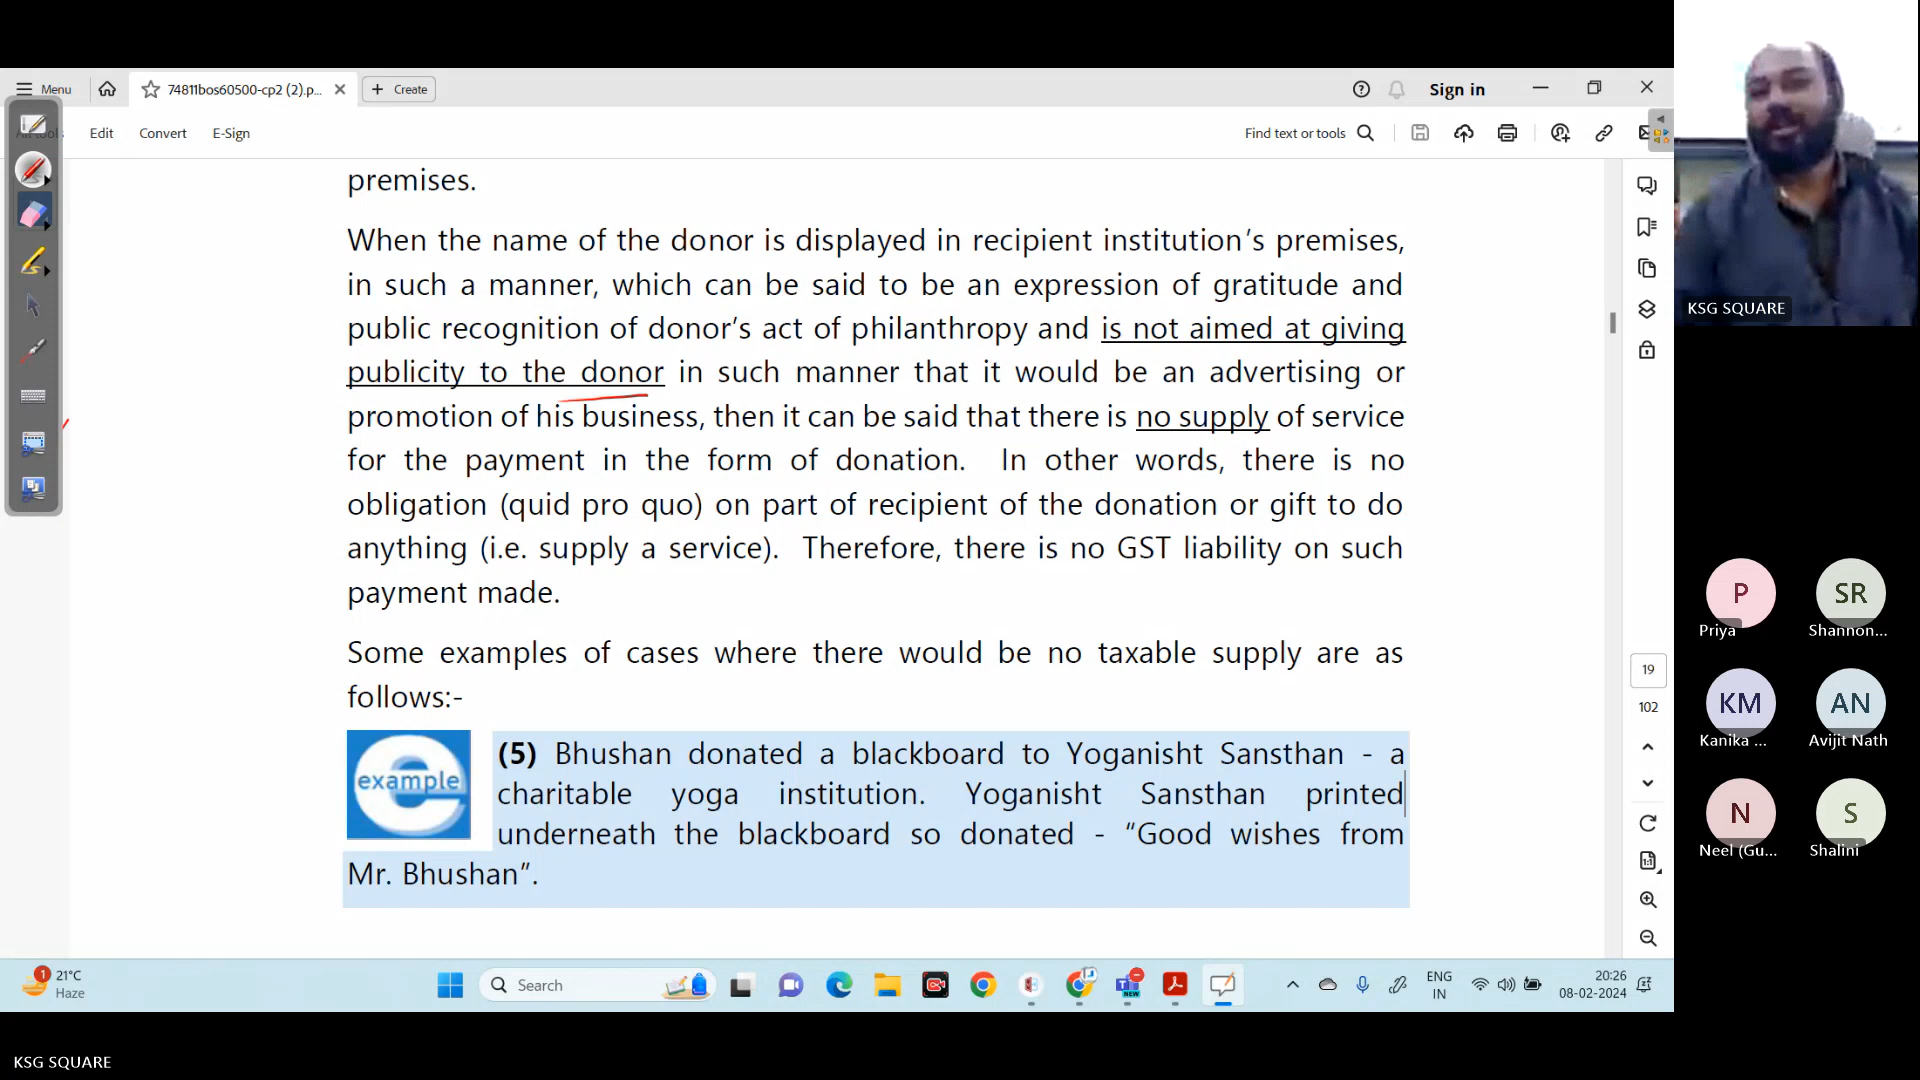 Menu
74811bos60500-cp2 (2).p...
Create
Sign in
Edit
Convert
E-Sign
Find text or tools
premises.
When the name of the donor is displayed in recipient institution's premises,
in such a manner, which can be said to be an expression of gratitude and
public recognition of donor's act of philanthropy and is not aimed at giving
publicity to the donor in such manner that it would be an advertising or
promotion of his business, then it can be said that there is no supply of service
for the payment in the form of donation. In other words, there is no
obligation (quid pro quo) on part of recipient of the donation or gift to do
anything (i.e. supply a service). Therefore, there is no GST liability on such
payment made.
Some examples of cases where there would be no taxable supply are as
follows:-
example
(5) Bhushan donated a blackboard to Yoganisht Sansthan - a
charitable yoga institution. Yoganisht Sansthan printed
underneath the blackboard so donated - “Good wishes from
Mr. Bhushan”.
19
102
KSG SQUARE
P
Priya
SR
Shannon...
KM
Kanika ...
AN
Avijit Nath
N
Neel (Gu...
S
Shalini
1
21°C
Haze
Search
NEW
ENG
IN
20:26
08-02-2024
KSG SQUARE